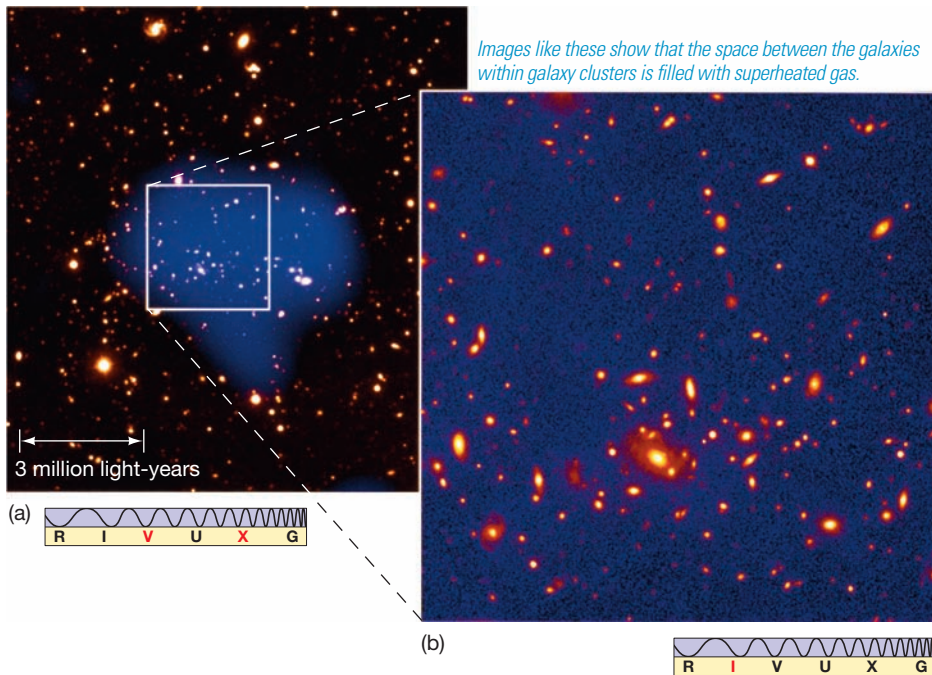 Images like these show that the space between the galaxies
within galaxy clusters is filled with superheated gas.
3 million light-years
(a)
R I V U X G
(b)
R I V U X G